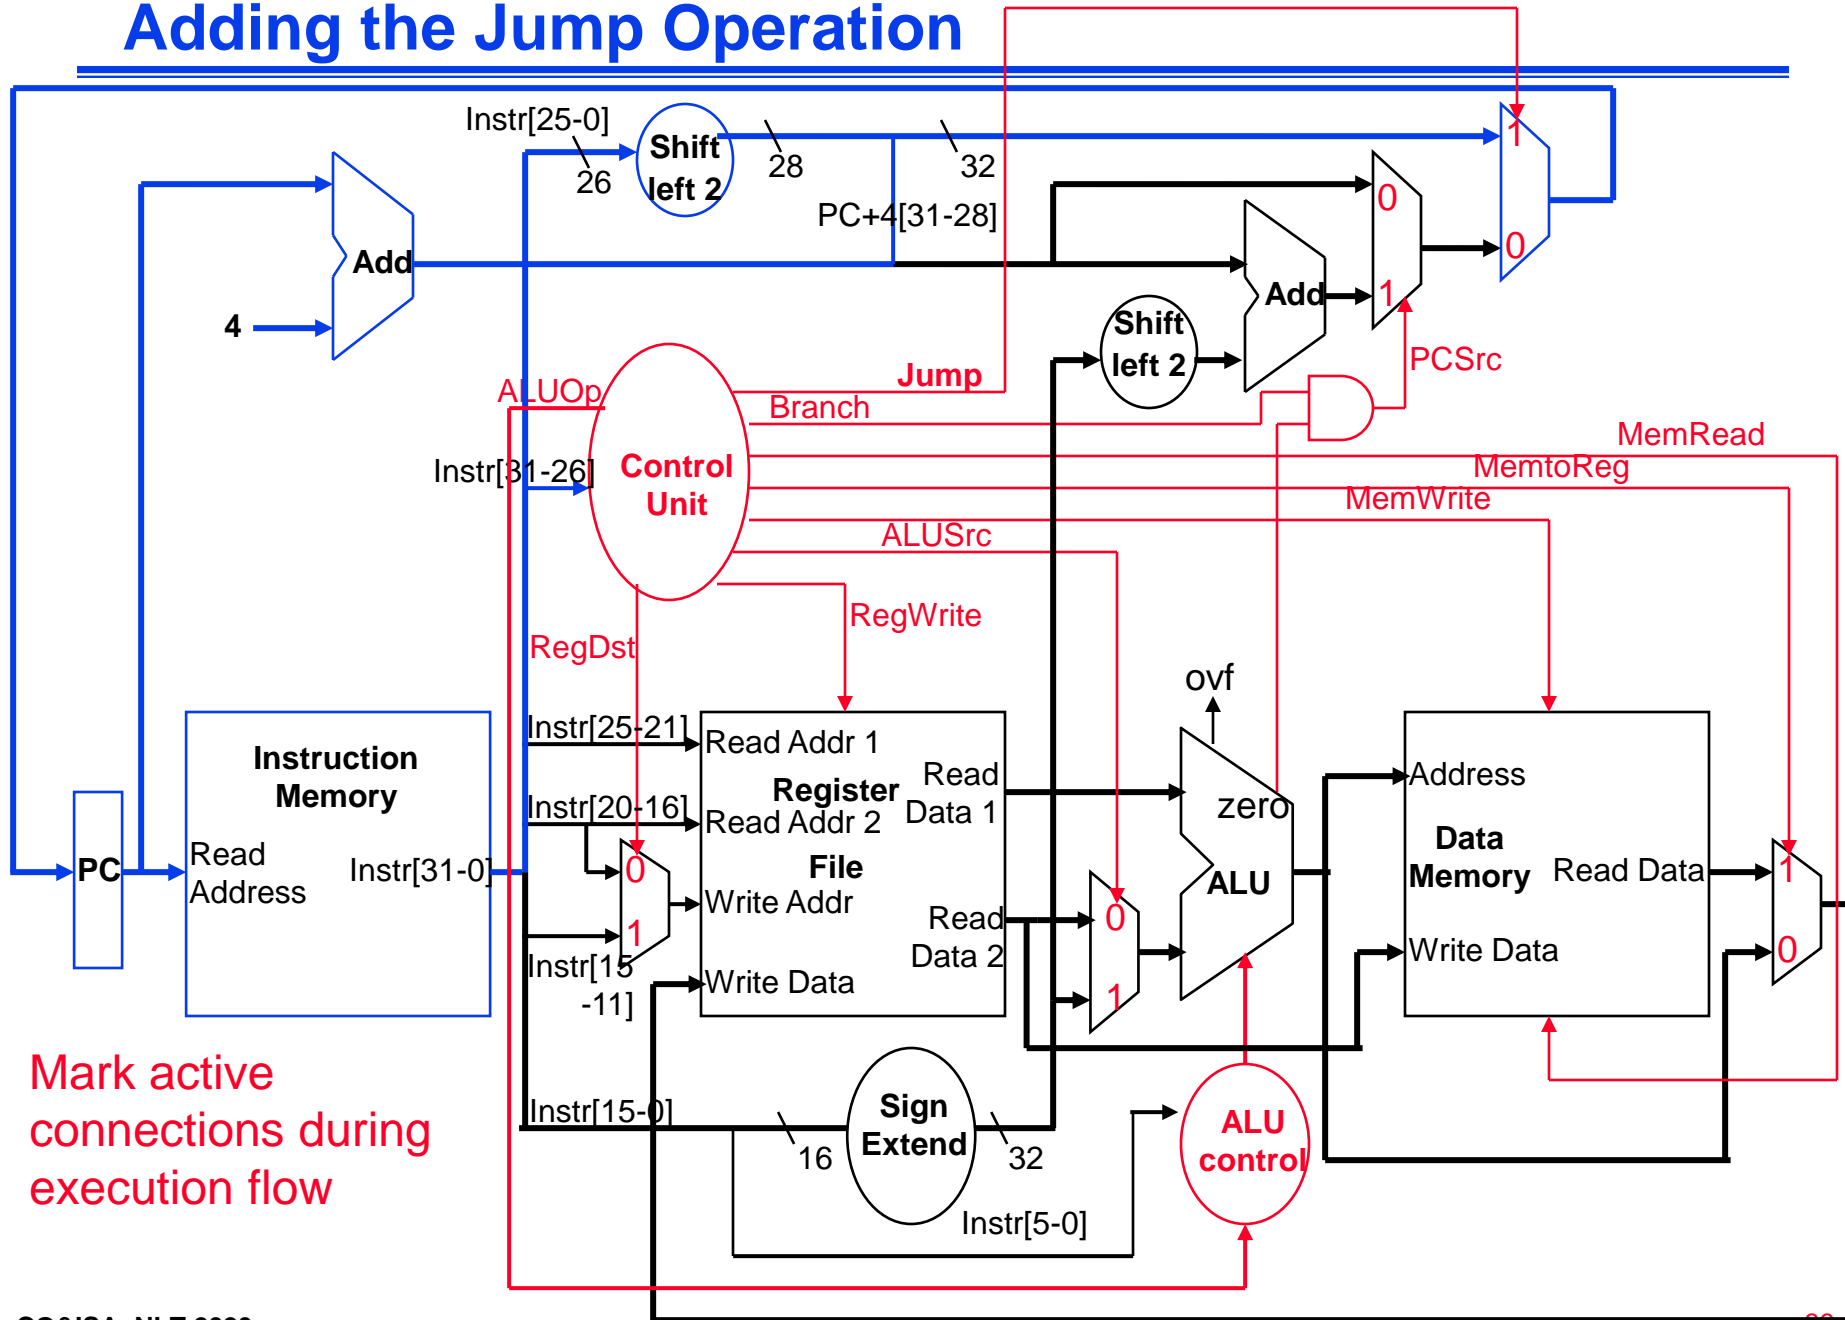 Adding the Jump Operation
Instr[25-0]
26
Shift
left 2
28
32
PC+4[31-28]
1
0
0
1
Add
4
Add
Shift
left 2
PCSrc
ALUOp
Jump
Branch
MemRead
MemtoReg
MemWrite
Instr[31-26]
Control
Unit
ALUSrc
RegWrite
RegDst
ovf
Instr[25-21]
Read Addr 1
Instruction
Memory
Read
Data 1
Register
File
Instr[20-16]
Read Addr 2
zero
Address
Data
Memory
PC
Read
Address
Instr[31-0]
0
1
Write Addr
ALU
Read Data
1
0
Read
Data 2
0
1
Write Data
Instr[15
-11]
Write Data
Mark active
connections during
execution flow
Instr[15-0]
16
Sign
Extend
32
ALU
control
Instr[5-0]